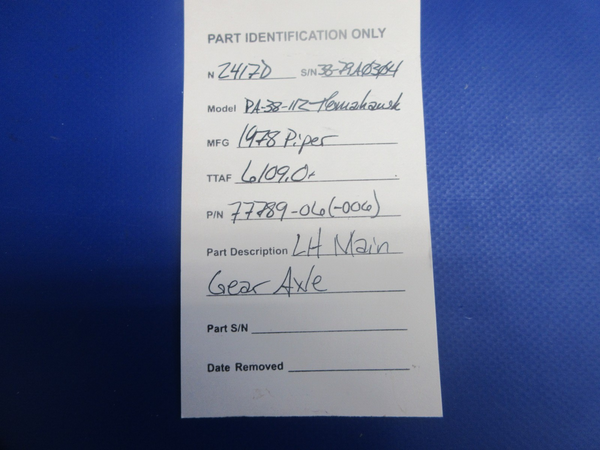 PART IDENTIFICATION ONLY
N 2417D S/N 38-79A0304
Model PA-38-112 Tomahawk
MFG 1978 Piper
TTAF 6109.0+
P/N 77789-06(-006)
Part Description LH Main
Gear Axle
Part S/N
Date Removed